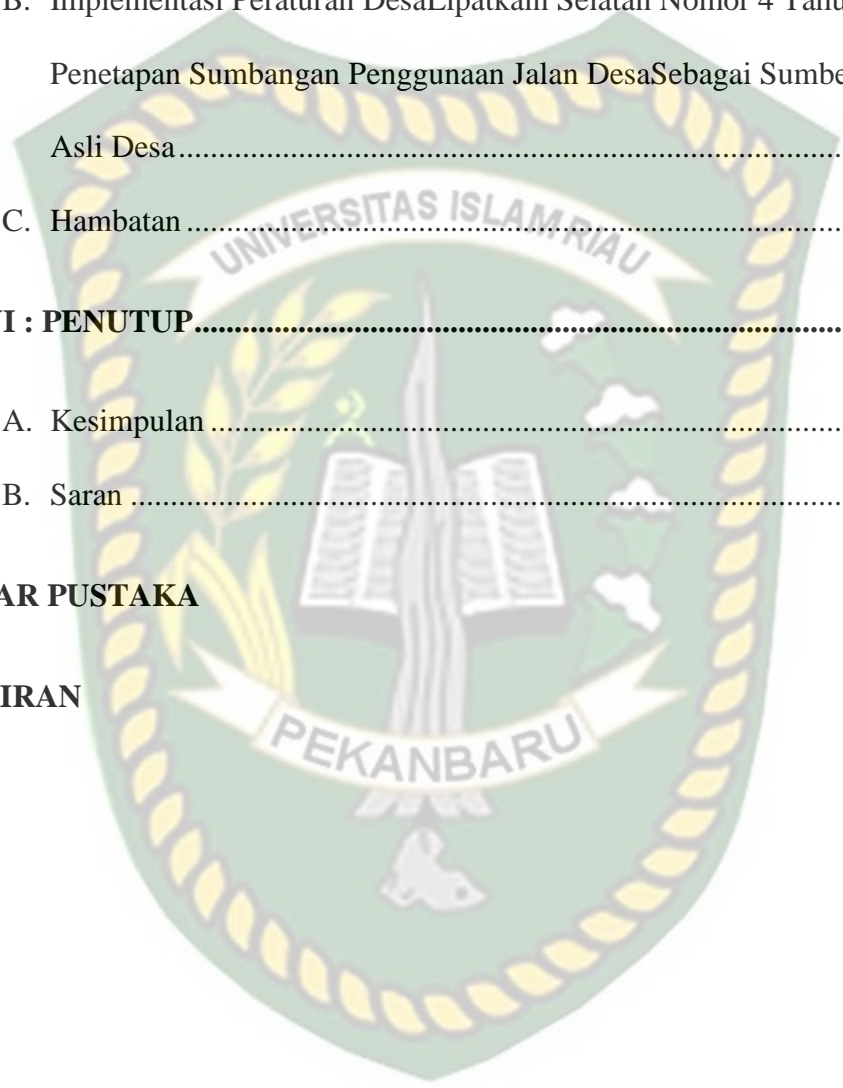 B. Implementasi Peraturan DesaLipatkain Selatan Nomor 4 Tahu
Penetapan Sumbangan Penggunaan Jalan DesaSebagai Sumbe
Asli Desa................................................................................
C. Hambatan................................................................................
UNIVERSITAS ISLAM RIAU
VI : PENUTUP................................................................................
A. Kesimpulan................................................................................
B. Saran................................................................................
AR PUSTAKA
IRAN
PEKANBARU